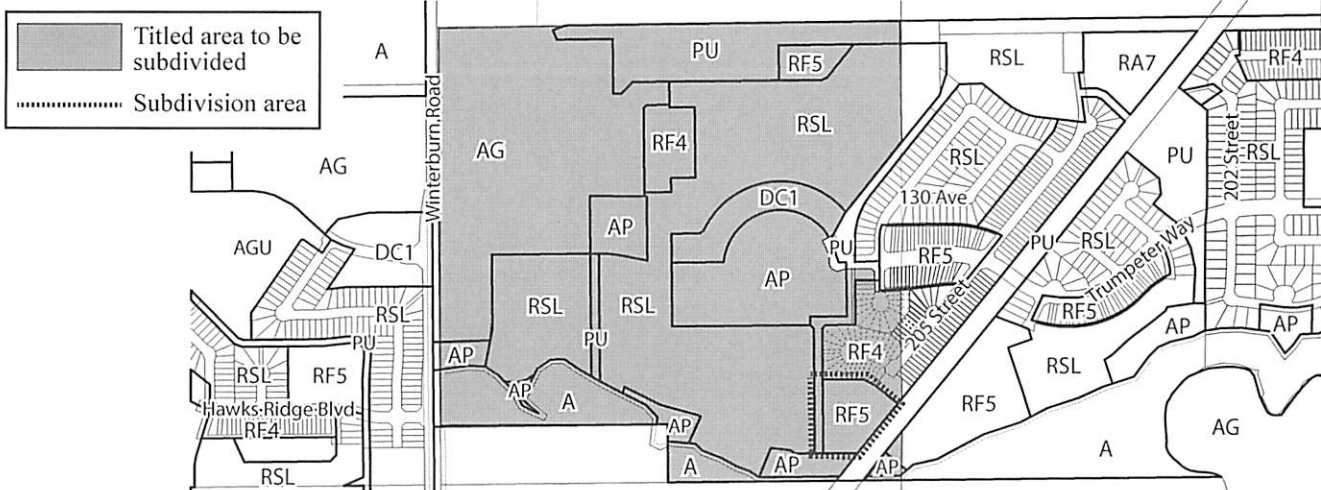 Titled area to be
subdivided
Subdivision area
A
Winterburn Road
PU
RF5
RSL
RA7
RF4
AG
RF4
RSL
RSL
PU
202 Street
RSL
AG
DC1
130 Ave
AP
AGU
DC1
PU
PU
RSL
RF5
Trumpeter Way
AP
RSL
RSL
RSL
PU
205 Street
RF5
AP
AP
PU
AP
RF4
RSL
RSL
RF5
AP
A
Hawks Ridge Blvd
RF4
RF5
RF5
AG
AP
A
RSL
A
AP
AP